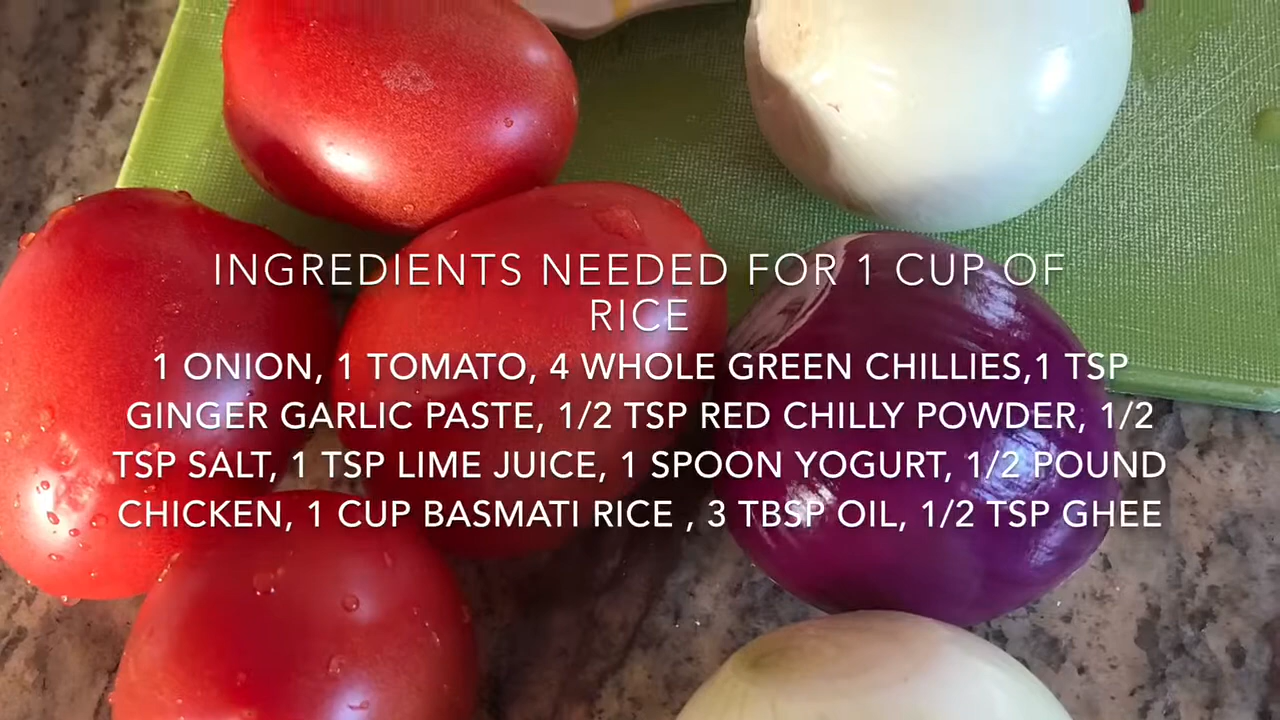 INGREDIENTS NEEDED FOR 1 CUP OF
RICE
1 ONION, 1 TOMATO, 4 WHOLE GREEN CHILLIES,1 TSP
GINGER GARLIC PASTE, 1/2 TSP RED CHILLY POWDER, 1/2
TSP SALT, 1 TSP LIME JUICE, 1 SPOON YOGURT, 1/2 POUND
CHICKEN, 1 CUP BASMATI RICE , 3 TBSP OIL, 1/2 TSP GHEE